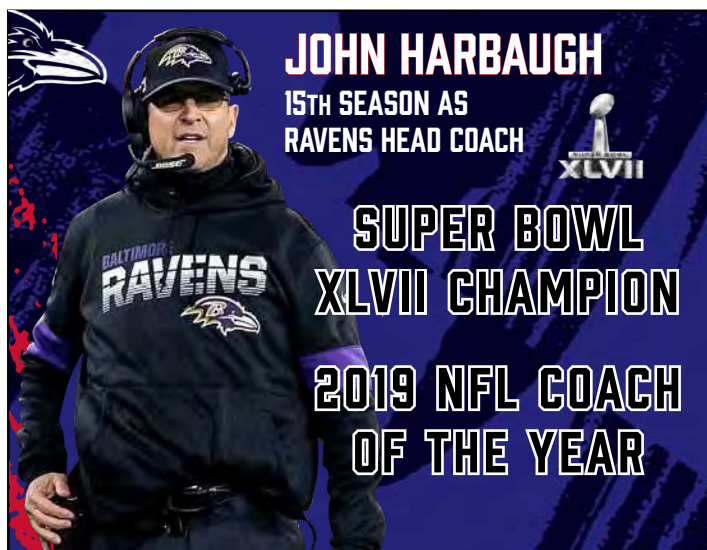 JOHN HARBAUGH
15TH SEASON AS
RAVENS HEAD COACH
SUPER BOWL
XLVII
SUPER BOWL
XLVII CHAMPION
2019 NFL COACH
OF THE YEAR
BOSE
BALTIMORE
RAVENS